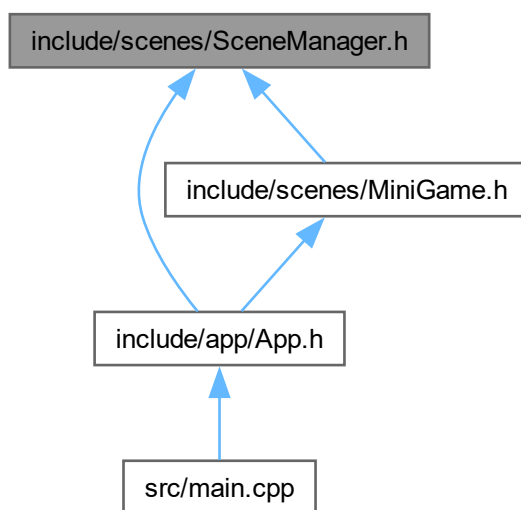 include/scenes/SceneManager.h
include/scenes/MiniGame.h
include/app/App.h
src/main.cpp